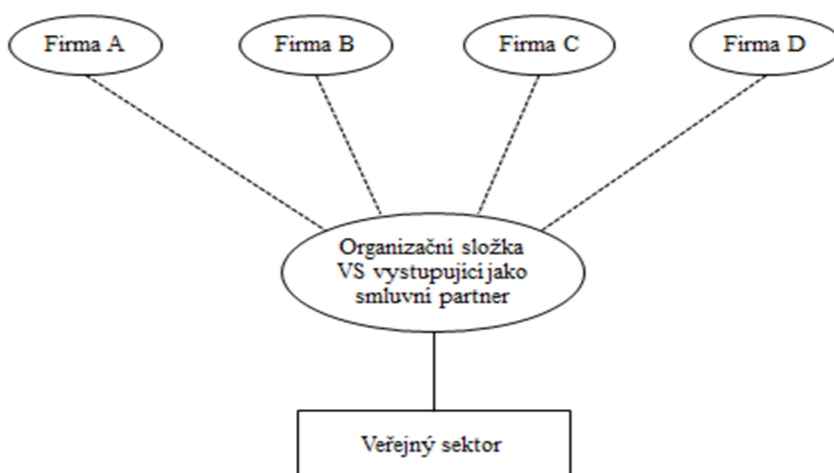 Firma A
Firma B
Firma C
Firma D
Organizační složka
VS vystupující jako
smluvní partner
Veřejný sektor